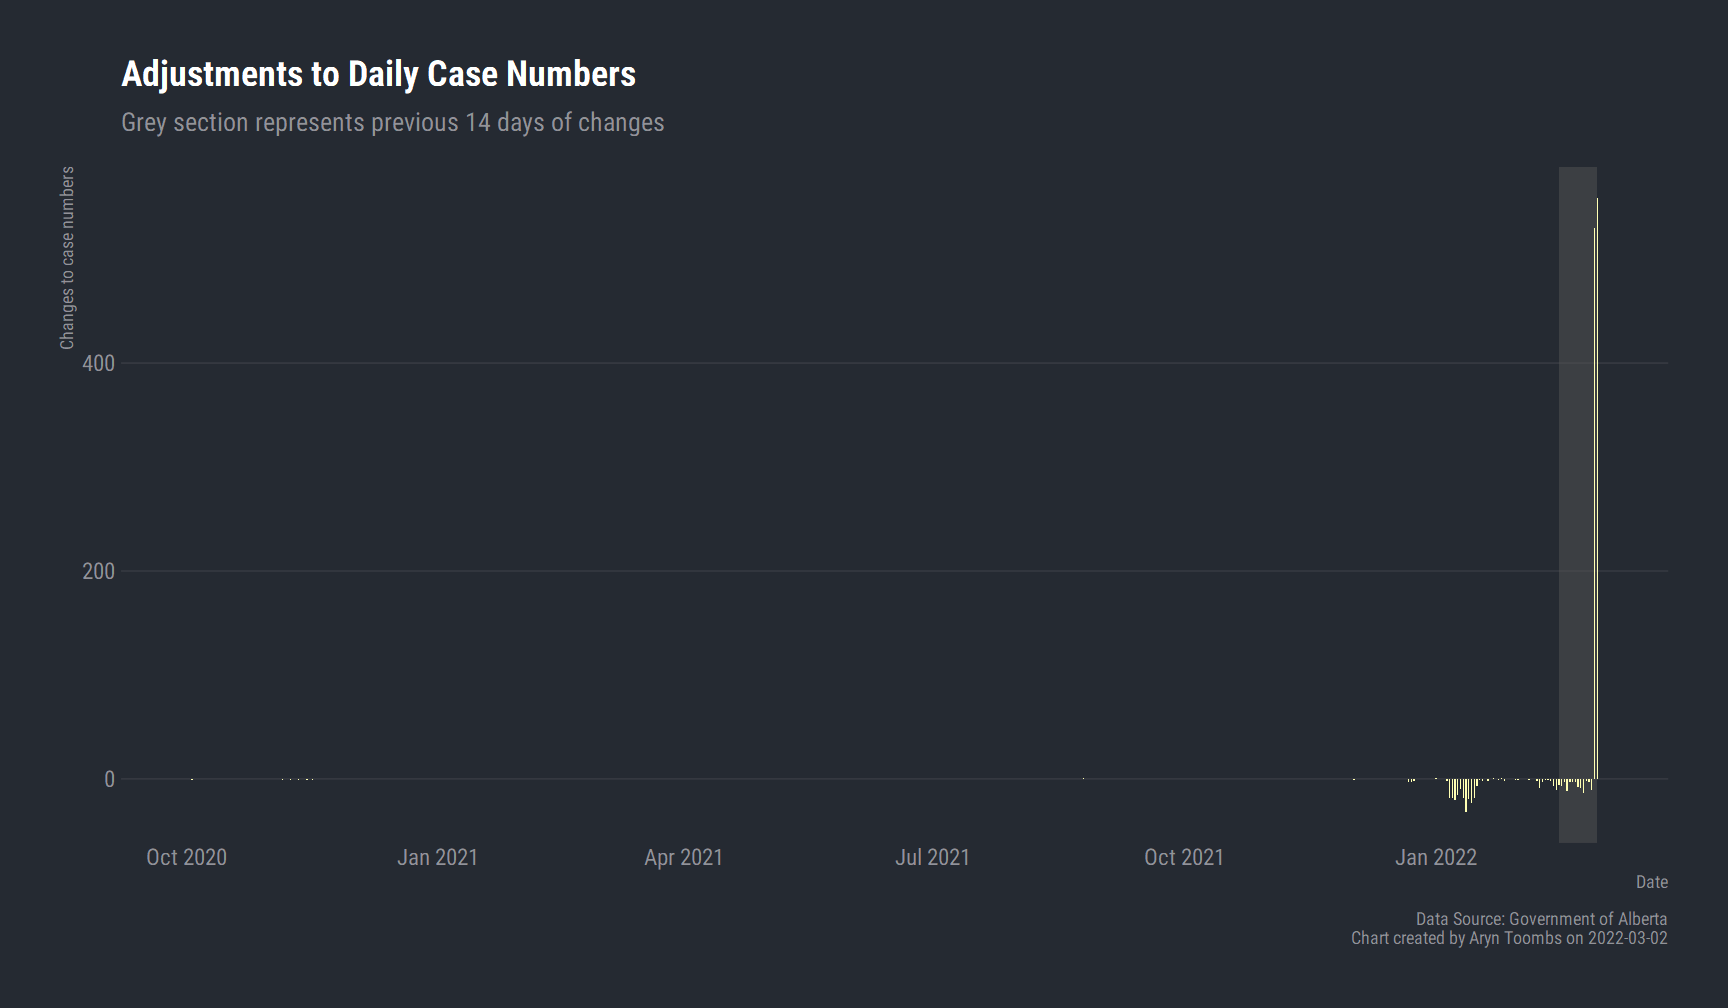 Adjustments to Daily Case Numbers
Grey section represents previous 14 days of changes
Changes to case numbers
400
200
0
Oct 2020
Jan 2021
Apr 2021
Jul 2021
Oct 2021
Jan 2022
Date
Data Source: Government of Alberta
Chart created by Aryn Toombs on 2022-03-02